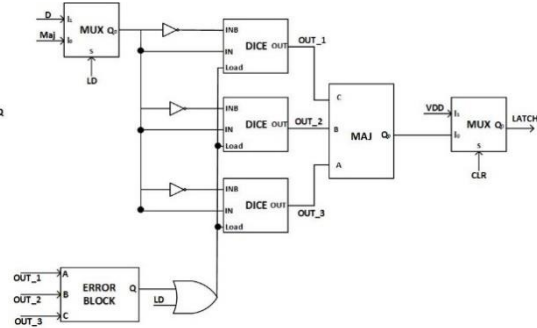 D
Maj
I₁
I₀
MUX
Q₀
S
LD
Q
INB
IN
Load
DICE
OUT
OUT_1
INB
IN
Load
DICE
OUT
OUT_2
INB
IN
Load
DICE
OUT
OUT_3
C
B
A
MAJ
Q₀
VDD
I₁
I₀
MUX
Q₀
S
CLR
LATCH
OUT_1
OUT_2
OUT_3
A
B
C
ERROR
BLOCK
Q
LD